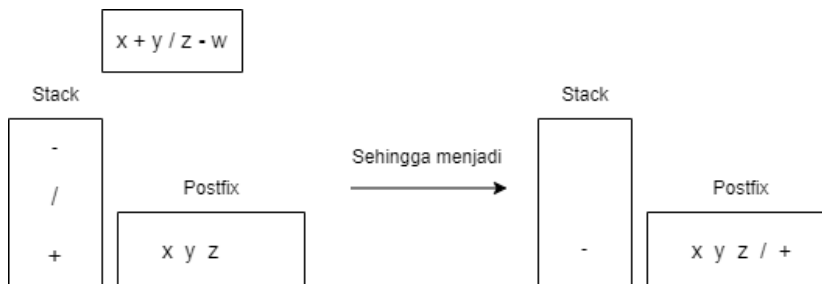 x + y / z - w
Stack
-
/
+
Postfix
x y z
Sehingga menjadi
Stack
-
Postfix
x y z / +